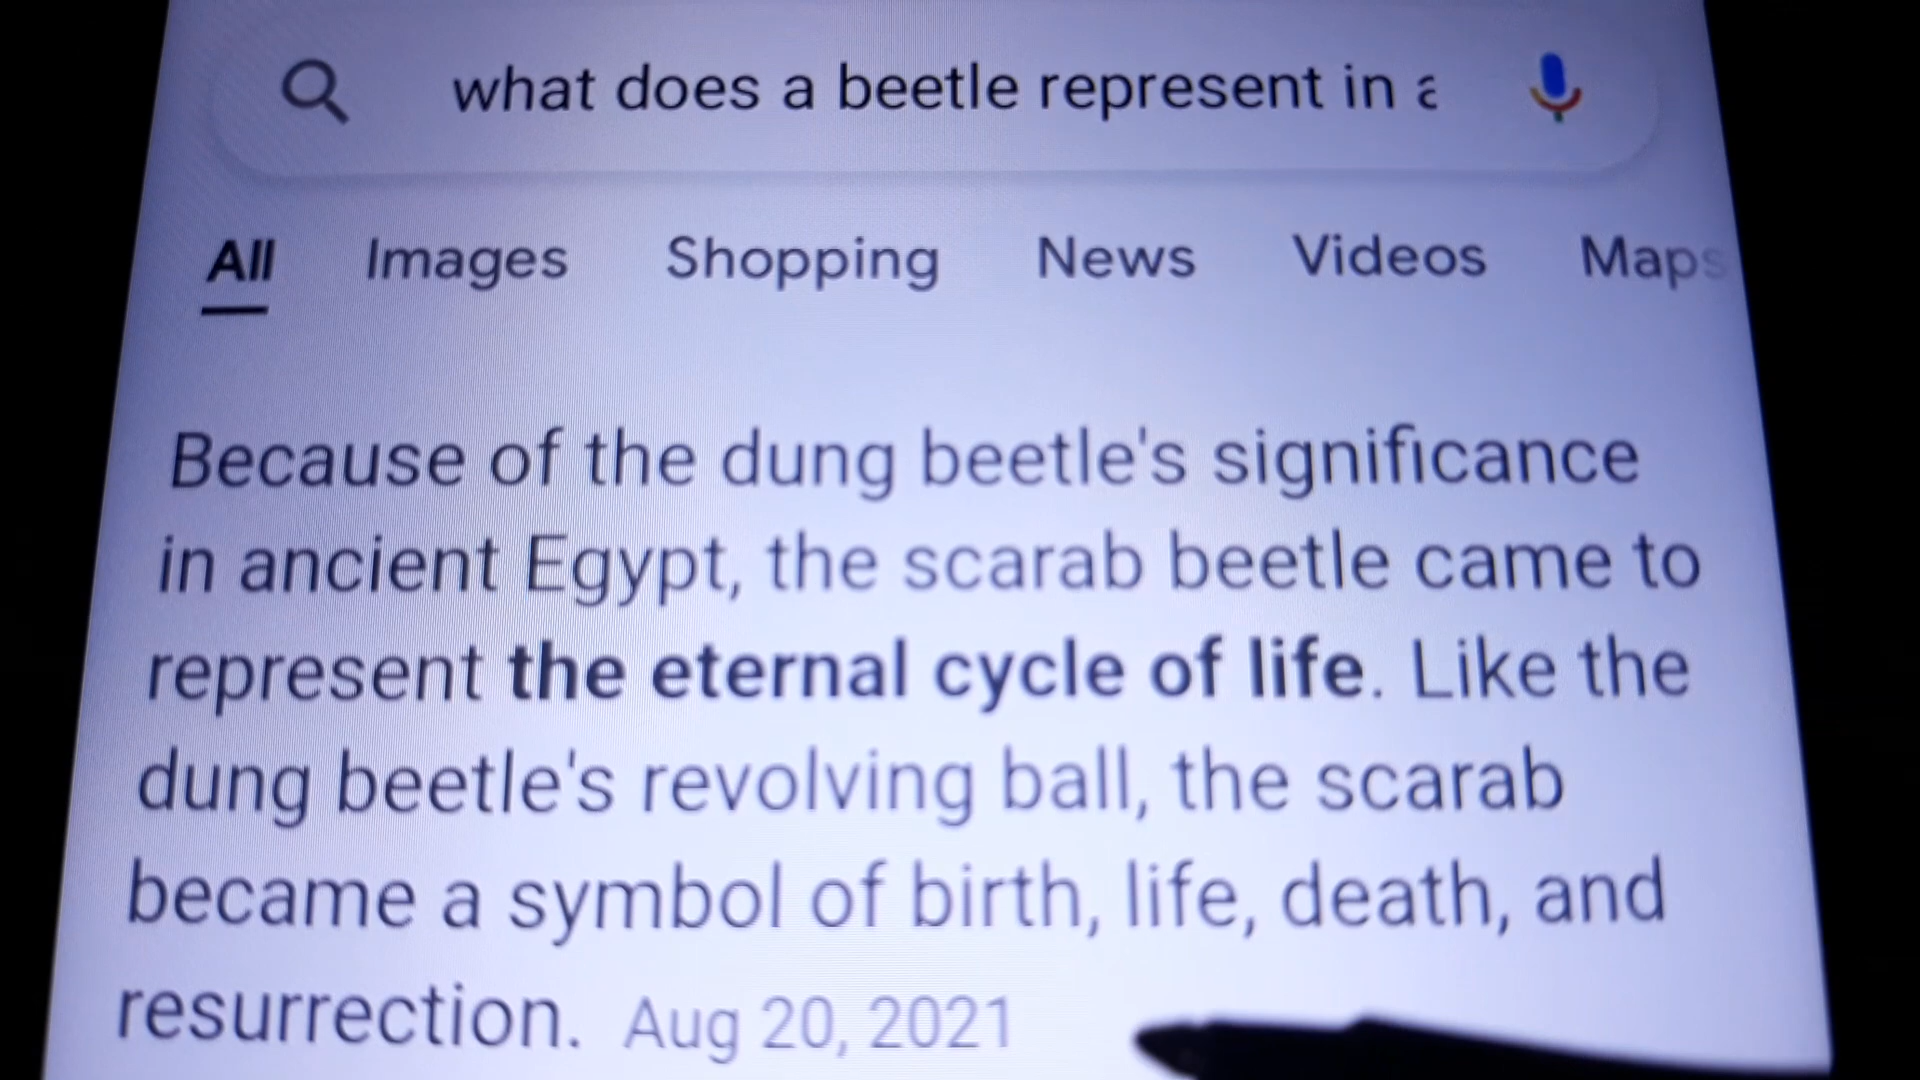 what does a beetle represent in a
All Images Shopping News Videos Maps
Because of the dung beetle's significance
in ancient Egypt, the scarab beetle came to
represent the eternal cycle of life. Like the
dung beetle's revolving ball, the scarab
became a symbol of birth, life, death, and
resurrection. Aug 20, 2021